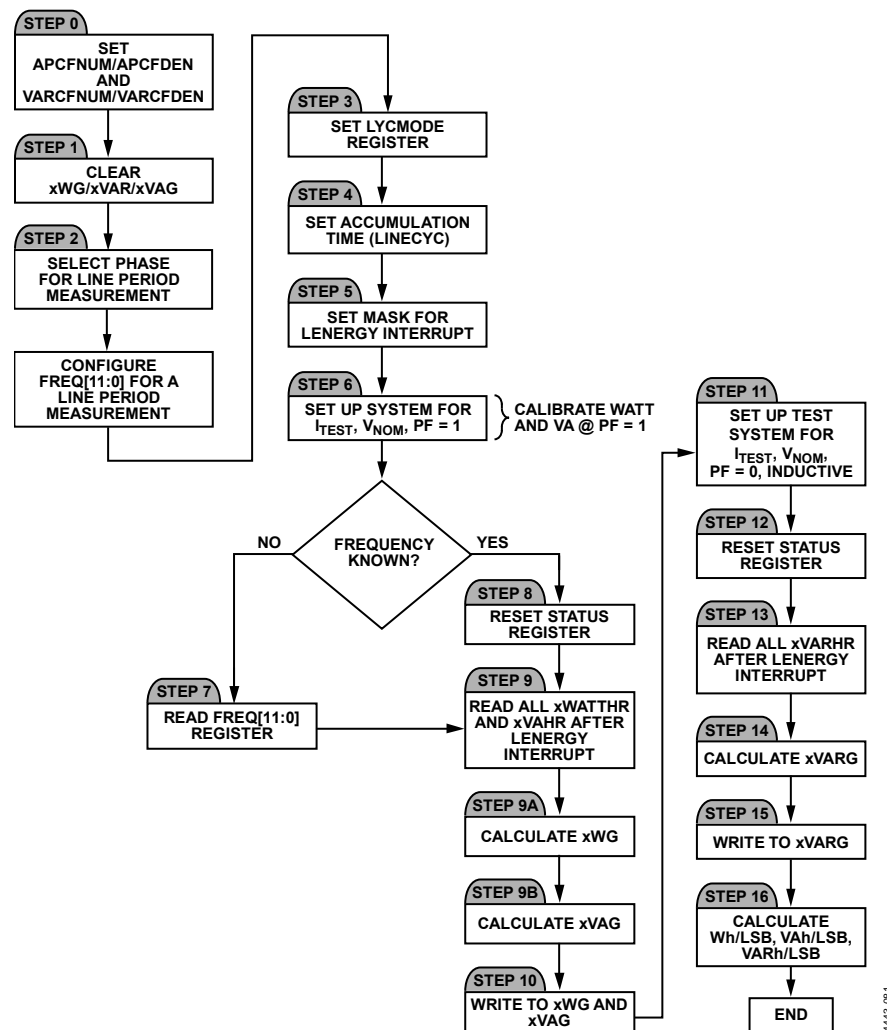 STEP 0
SET
APCFNUM/APCFDEN
AND
VARCFNUM/VARCFDEN
STEP 1
CLEAR
xWG/xVAR/xVAG
STEP 2
SELECT PHASE
FOR LINE PERIOD
MEASUREMENT
CONFIGURE
FREQ[11:0] FOR A
LINE PERIOD
MEASUREMENT
STEP 3
SET LYCMODE
REGISTER
STEP 4
SET ACCUMULATION
TIME (LINECYC)
STEP 5
SET MASK FOR
LENERGY INTERRUPT
STEP 6
SET UP SYSTEM FOR
ITEST, VNOM, PF = 1
CALIBRATE WATT
AND VA @ PF = 1
FREQUENCY
KNOWN?
NO
YES
STEP 7
READ FREQ[11:0]
REGISTER
STEP 8
RESET STATUS
REGISTER
STEP 9
READ ALL xWATTHR
AND xVAHR AFTER
LENERGY
INTERRUPT
STEP 9A
CALCULATE xWG
STEP 9B
CALCULATE xVAG
STEP 10
WRITE TO xWG AND
xVAG
STEP 11
SET UP TEST
SYSTEM FOR
ITEST, VNOM,
PF = 0, INDUCTIVE
STEP 12
RESET STATUS
REGISTER
STEP 13
READ ALL xVARHR
AFTER LENERGY
INTERRUPT
STEP 14
CALCULATE xVARG
STEP 15
WRITE TO xVARG
STEP 16
CALCULATE
Wh/LSB, VAh/LSB,
VARh/LSB
END